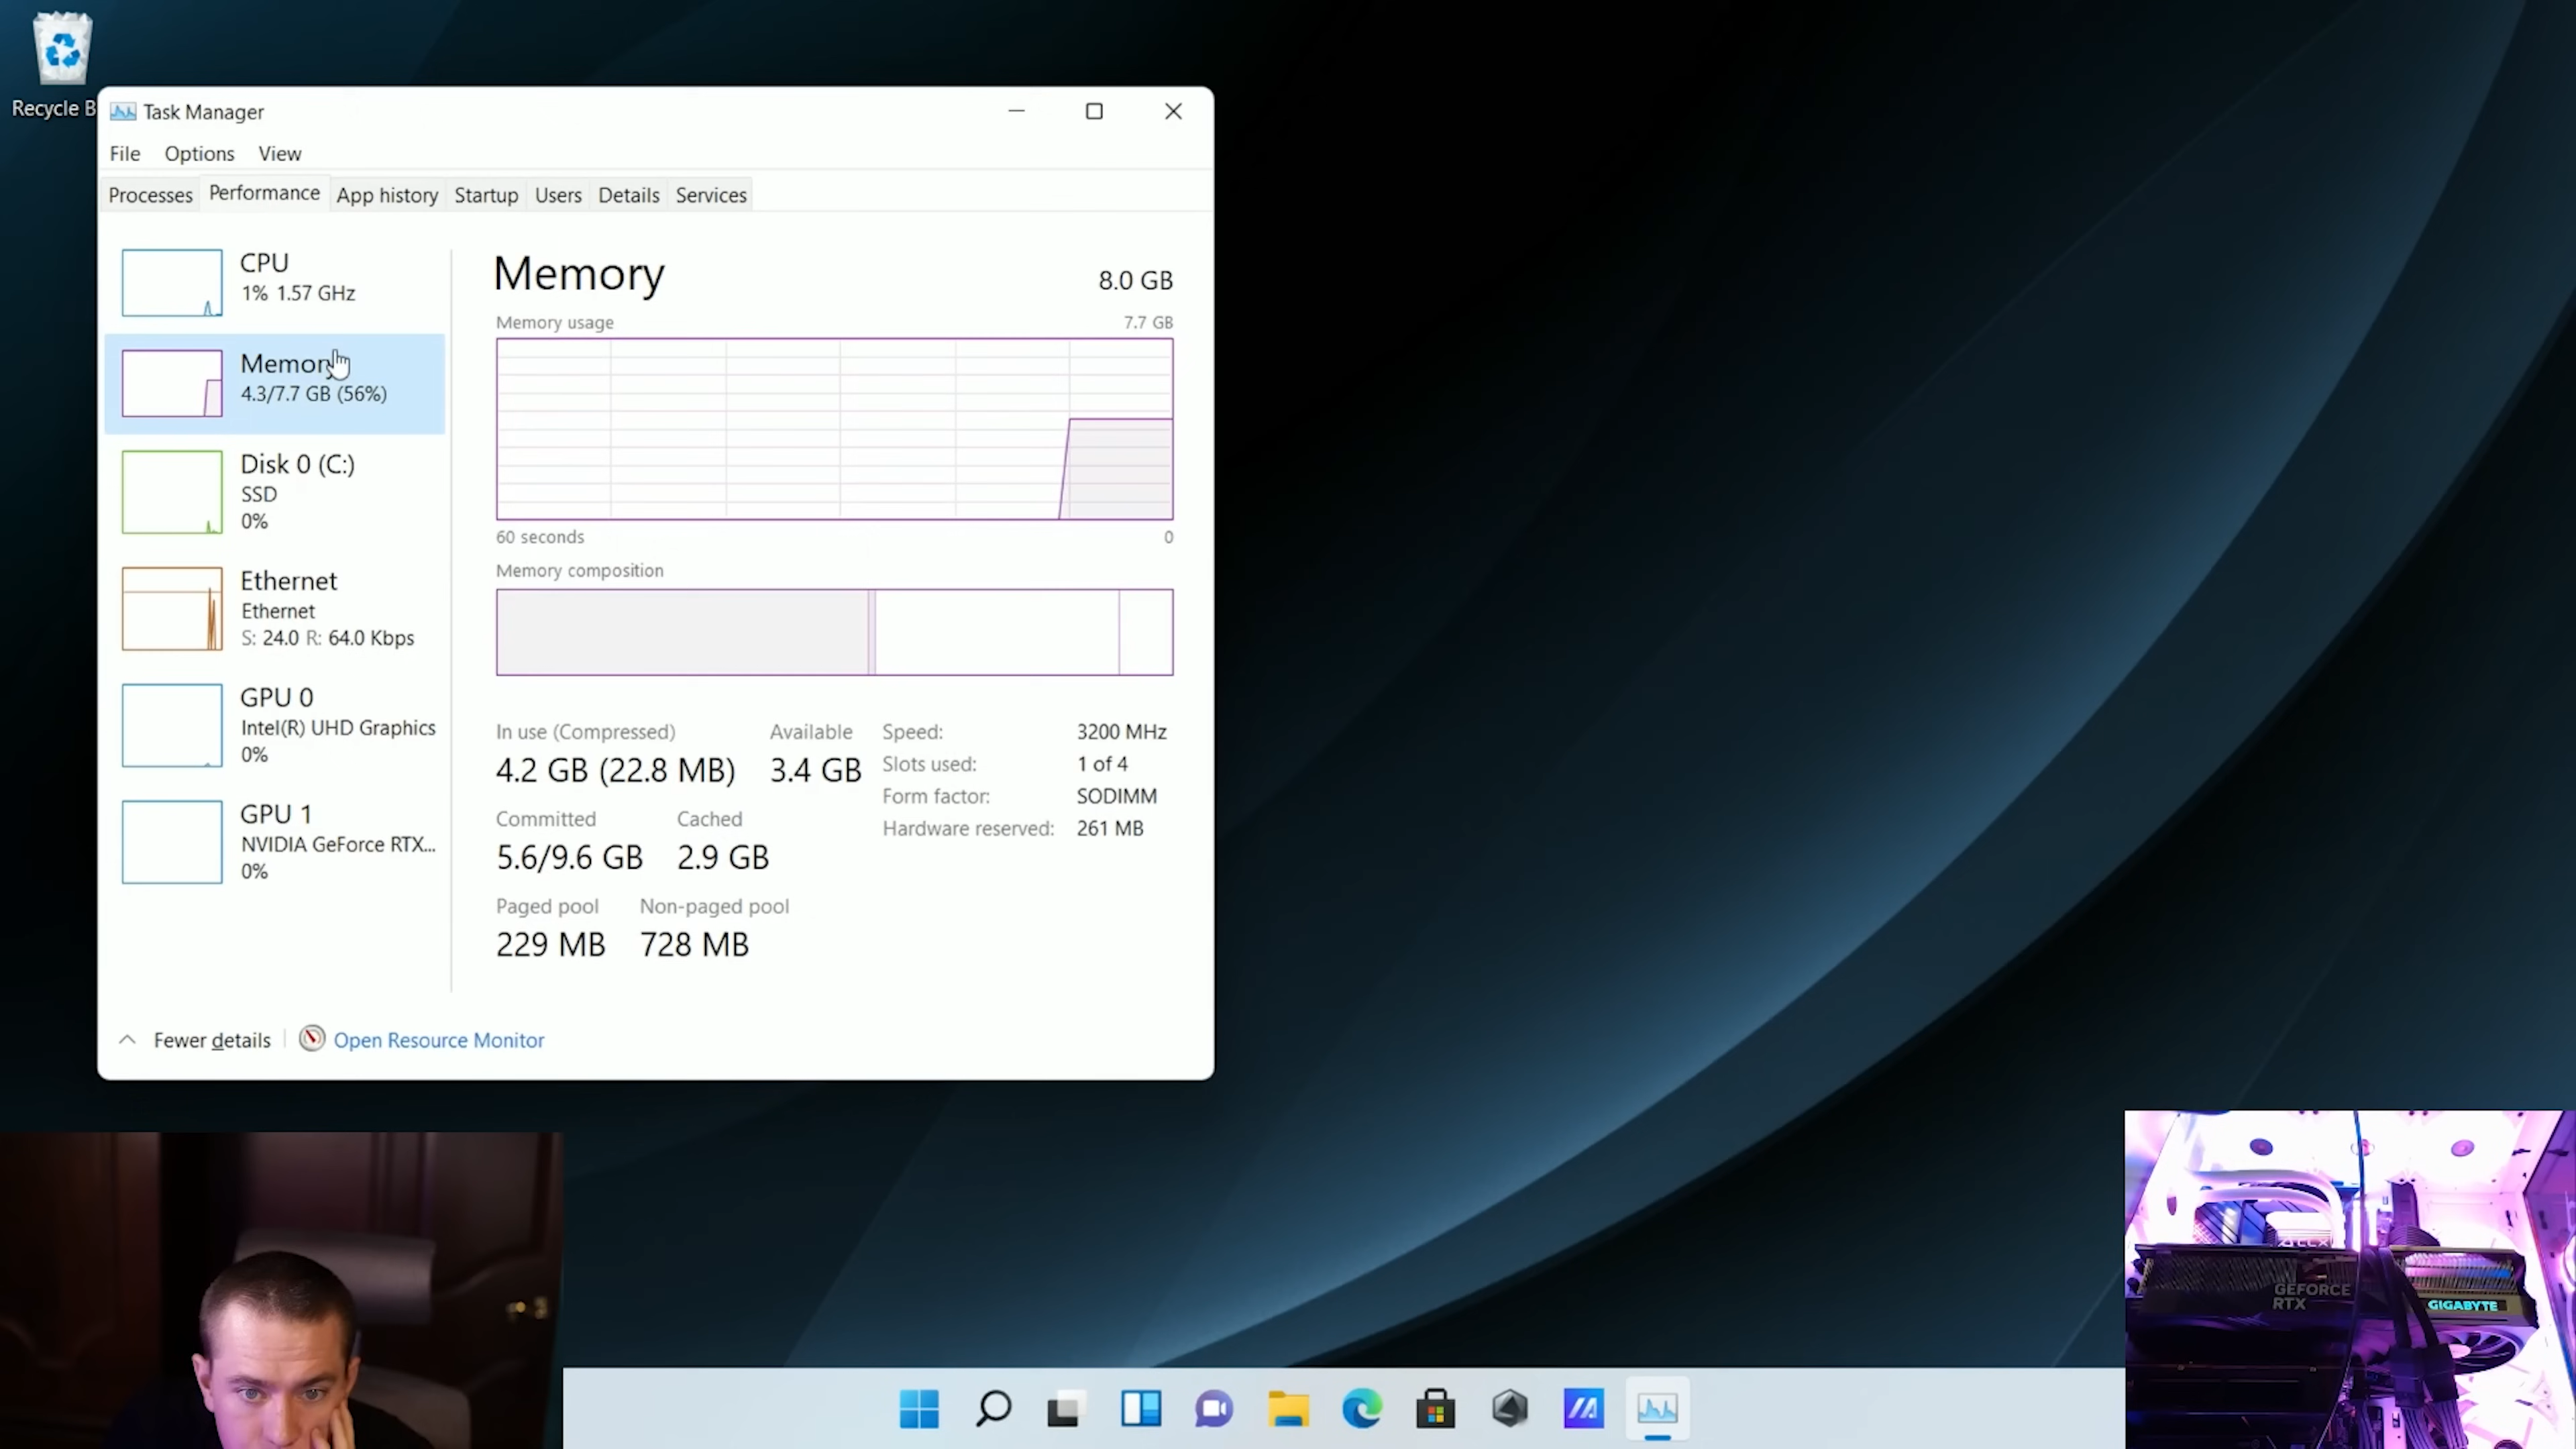 Recycle B
Task Manager
File Options View
Processes Performance App history Startup Users Details Services
CPU
1% 1.57 GHz
Memory
4.3/7.7 GB (56%)
Disk 0 (C:)
SSD
0%
Ethernet
Ethernet
S: 24.0 R: 64.0 Kbps
GPU 0
Intel(R) UHD Graphics
0%
GPU 1
NVIDIA GeForce RTX...
0%
Memory 8.0 GB
Memory usage 7.7 GB
60 seconds 0
Memory composition
In use (Compressed) Available
4.2 GB (22.8 MB) 3.4 GB
Committed Cached
5.6/9.6 GB 2.9 GB
Paged pool Non-paged pool
229 MB 728 MB
Speed: 3200 MHz
Slots used: 1 of 4
Form factor: SODIMM
Hardware reserved: 261 MB
Fewer details Open Resource Monitor
GEFORCE
RTX
GIGABYTE